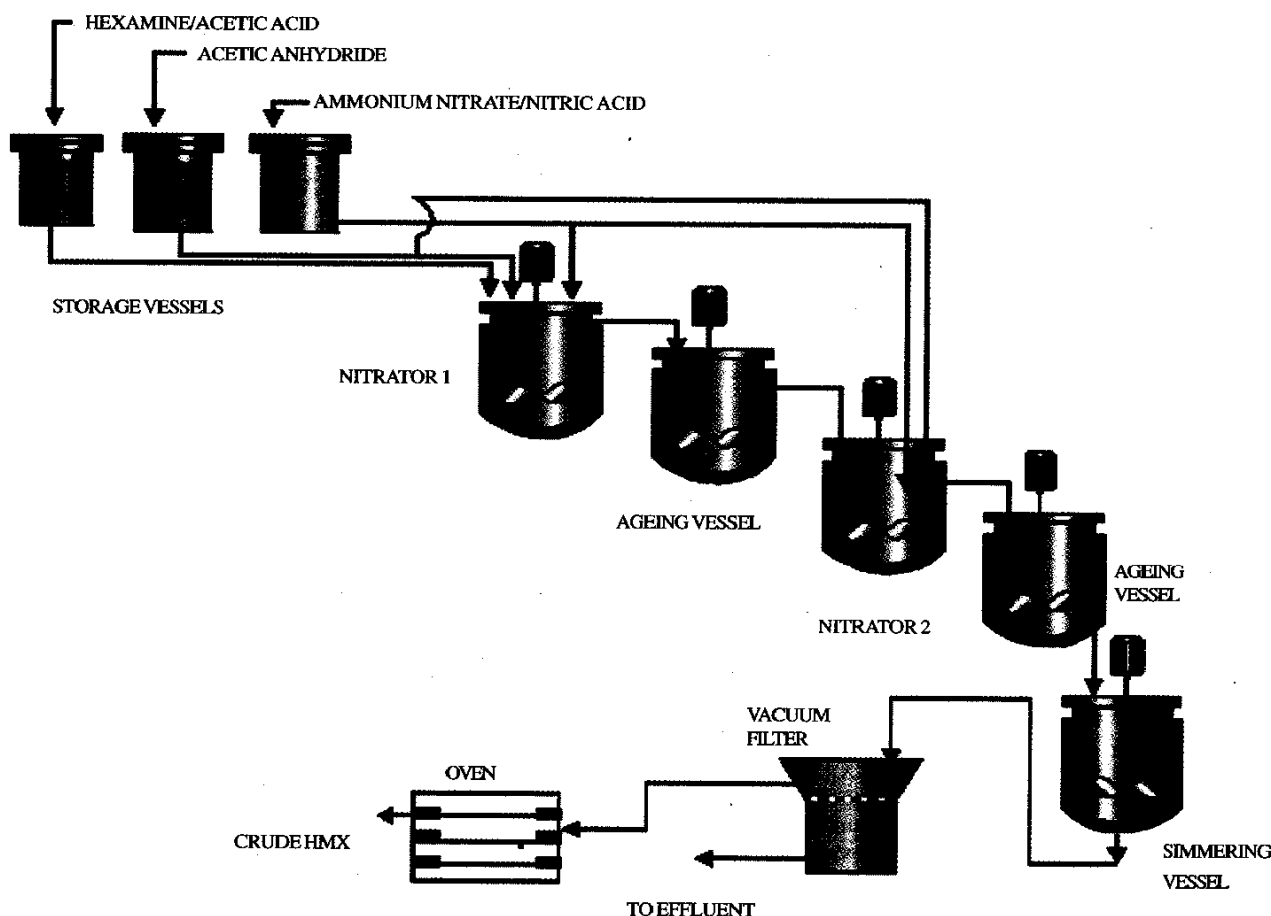 HEXAMINE/ACETIC ACID
ACETIC ANHYDRIDE
AMMONIUM NITRATE/NITRIC ACID
STORAGE VESSELS
NITRATOR 1
AGEING VESSEL
NITRATOR 2
AGEING
VESSEL
VACUUM
FILTER
OVEN
CRUDE HMX
SIMMERING
VESSEL
TO EFFLUENT